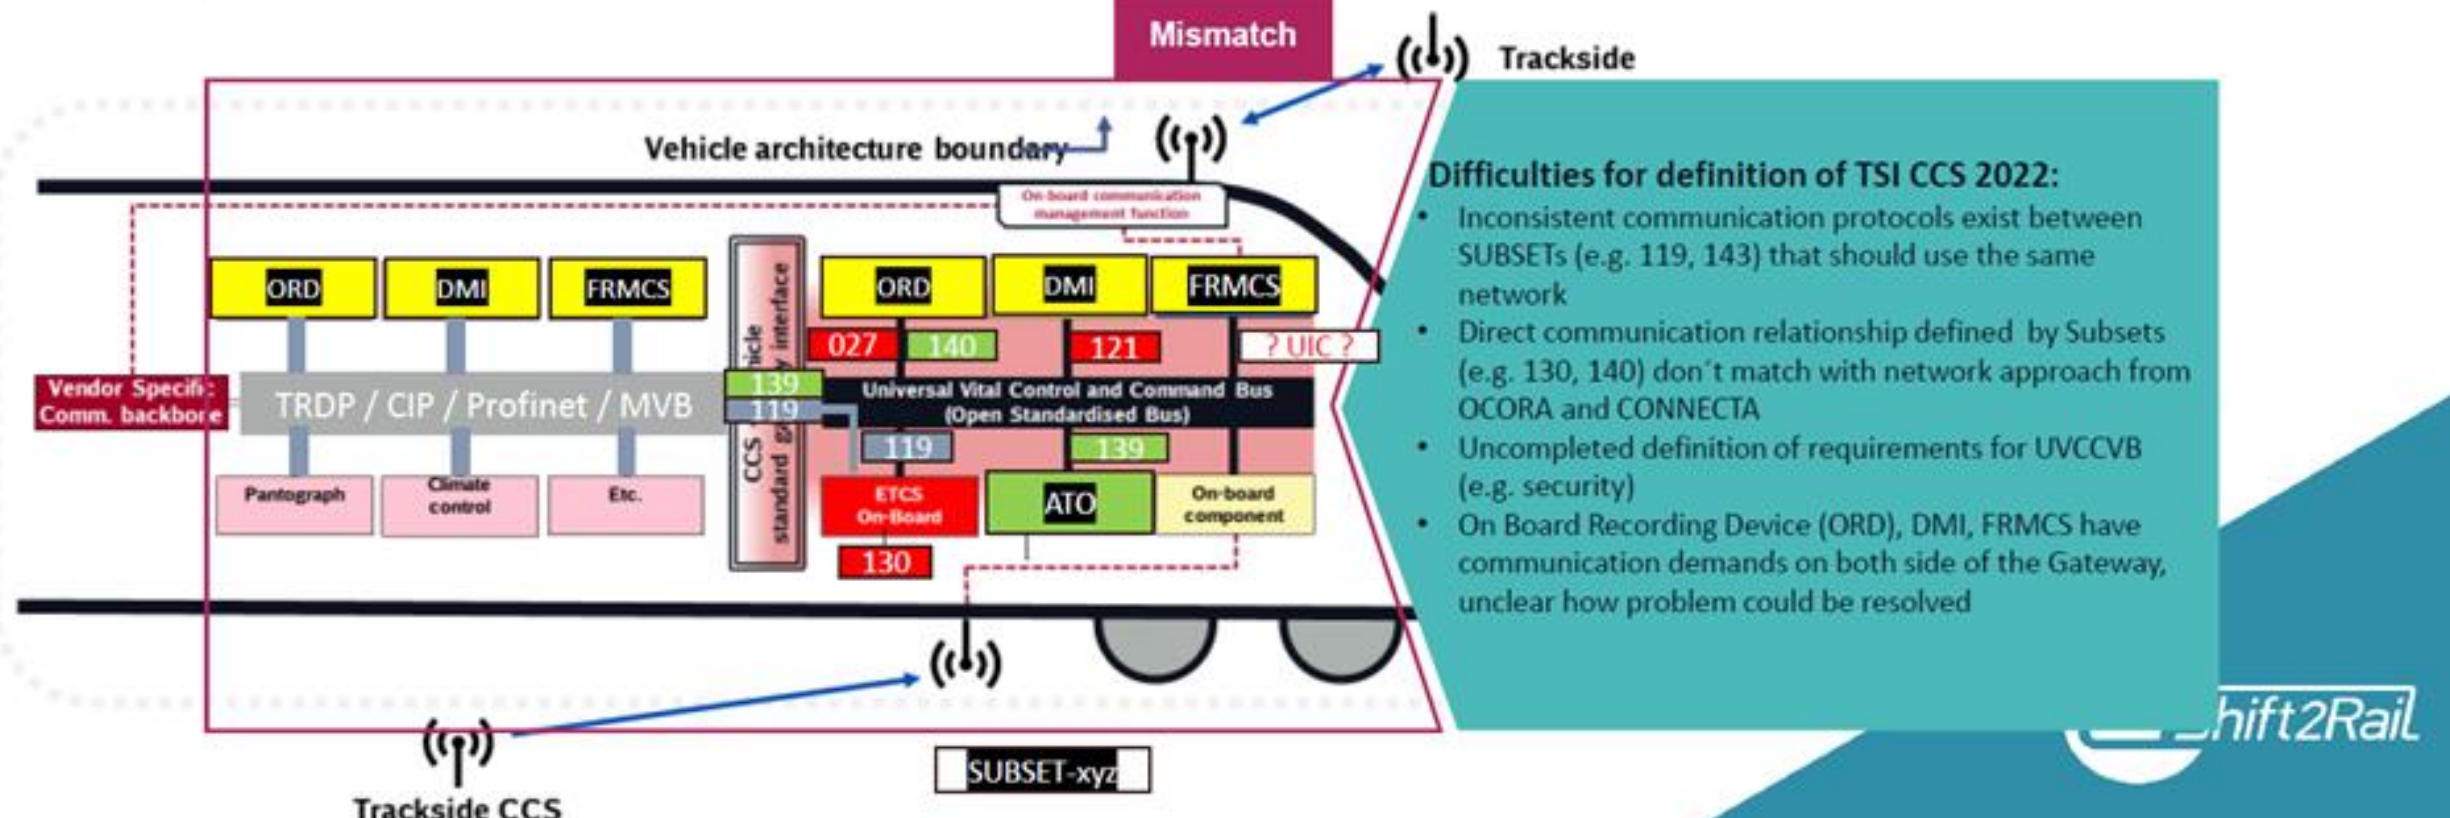 Mismatch
Trackside
Vehicle architecture boundary
On-board communication
management function
ORD
DMI
FRMCS
ORD
DMI
FRMCS
027
140
121
? UIC ?
Vendor Specific
Comm. backbone
TRDP / CIP / Profinet / MVB
139
119
CCS
standard
interface
Universal Vital Control and Command Bus
(Open Standardised Bus)
119
139
Pantograph
Climate
control
Etc.
ETCS
On-Board
ATO
On-board
component
130
Trackside CCS
SUBSET-xyz
Difficulties for definition of TSI CCS 2022:
• Inconsistent communication protocols exist between
SUBSETs (e.g. 119, 143) that should use the same
network
• Direct communication relationship defined by Subsets
(e.g. 130, 140) don´t match with network approach from
OCORA and CONNECTA
• Uncompleted definition of requirements for UVCCVB
(e.g. security)
• On Board Recording Device (ORD), DMI, FRMCS have
communication demands on both side of the Gateway,
unclear how problem could be resolved
hift2Rail